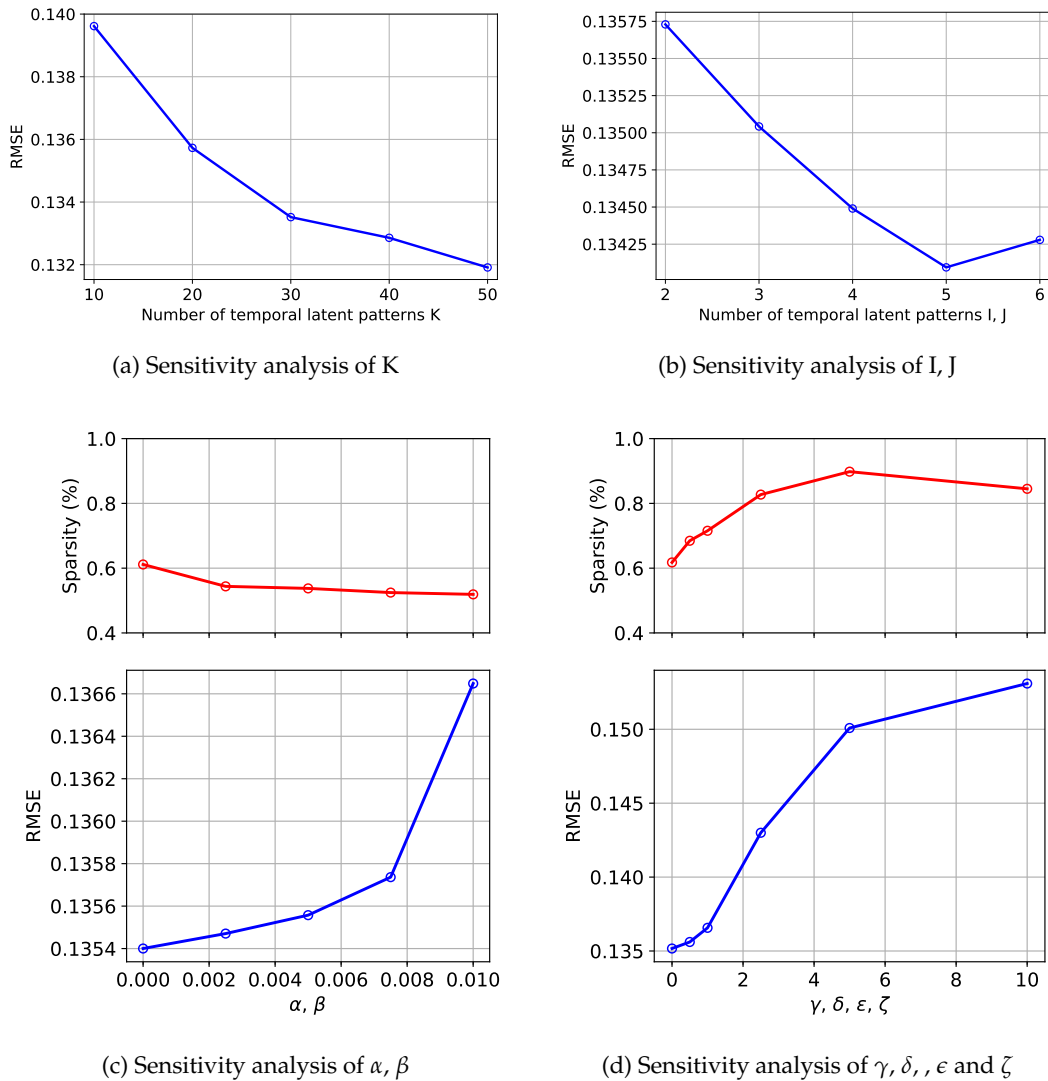 0.140
0.138
0.136
0.134
0.132
RMSE
10 20 30 40 50
Number of temporal latent patterns K
(a) Sensitivity analysis of K
0.13575
0.13550
0.13525
0.13500
0.13475
0.13450
0.13425
RMSE
2 3 4 5 6
Number of temporal latent patterns I, J
(b) Sensitivity analysis of I, J
1.0
0.8
0.6
0.4
Sparsity (%)
0.1366
0.1364
0.1362
0.1360
0.1358
0.1356
0.1354
RMSE
0.000 0.002 0.004 0.006 0.008 0.010
α, β
(c) Sensitivity analysis of α, β
1.0
0.8
0.6
0.4
Sparsity (%)
0.150
0.145
0.140
0.135
RMSE
0 2 4 6 8 10
γ, δ, ε, ζ
(d) Sensitivity analysis of γ, δ, , ϵ and ζ